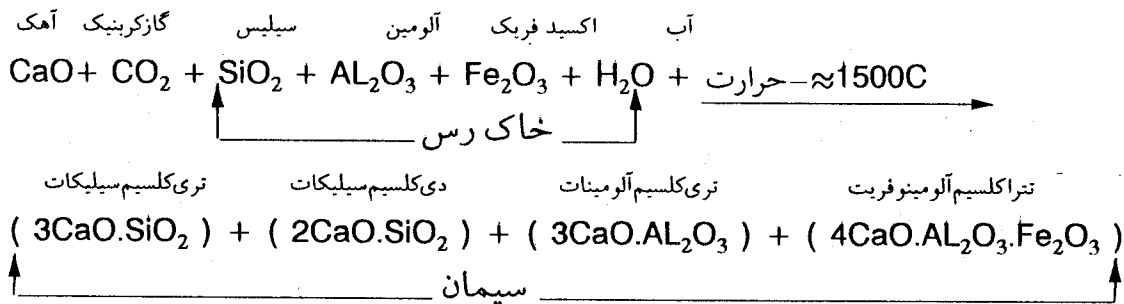 آهک گازکربنیک سیلیس آلومین اکسید فریک آب
CaO + CO₂ + SiO₂ + AL₂O₃ + Fe₂O₃ + H₂O + حرارت –≈1500C
خاک رس
تری‌کلسیم‌سیلیکات دی‌کلسیم‌سیلیکات تری‌کلسیم‌آلومینات تتراکلسیم‌آلومینوفریت
( 3CaO.SiO₂ ) + ( 2CaO.SiO₂ ) + ( 3CaO.AL₂O₃ ) + ( 4CaO.AL₂O₃.Fe₂O₃ )
سیمان